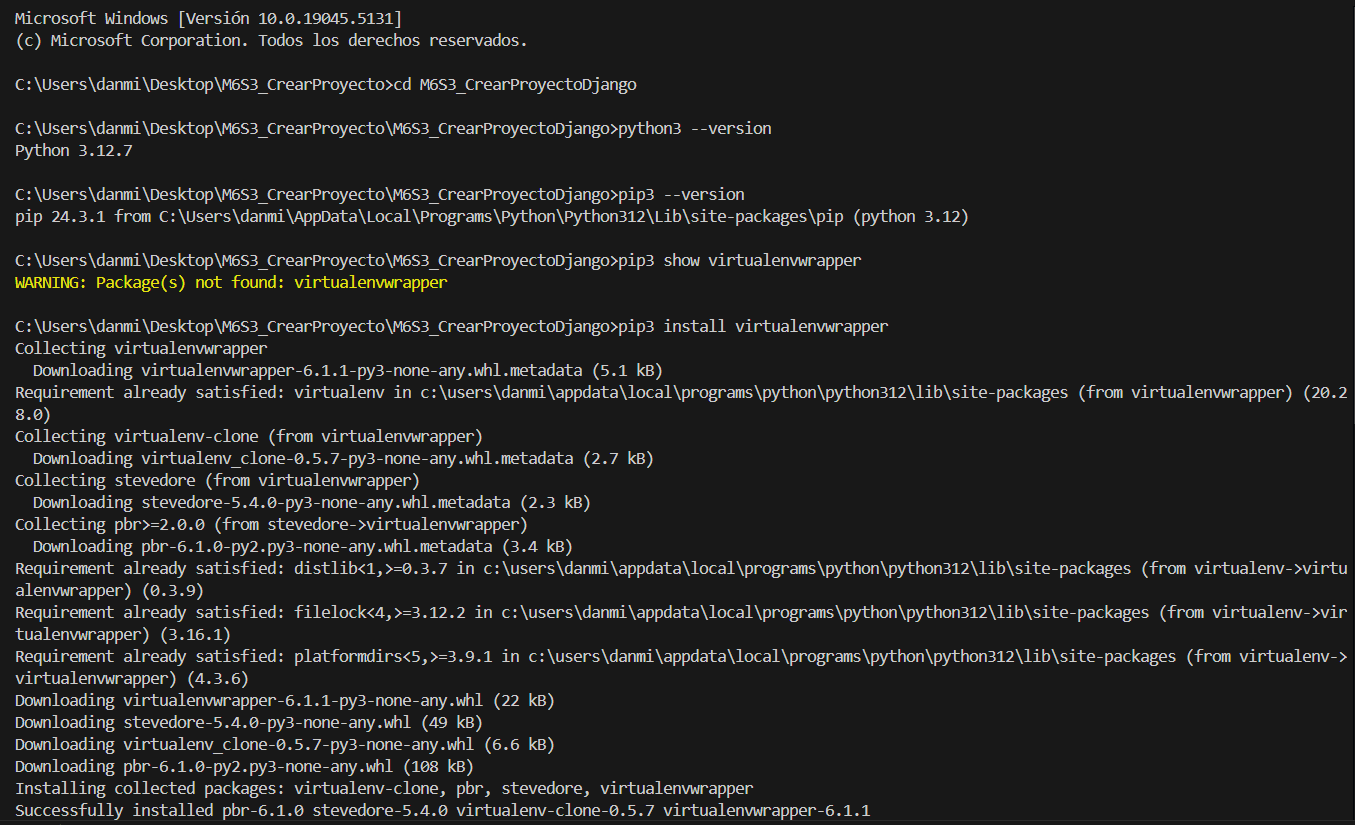 Microsoft Windows [Versión 10.0.19045.5131]
(c) Microsoft Corporation. Todos los derechos reservados.
C:\Users\danmi\Desktop\M6S3_CrearProyecto>cd M6S3_CrearProyectoDjango
C:\Users\danmi\Desktop\M6S3_CrearProyecto\M6S3_CrearProyectoDjango>python3 --version
Python 3.12.7
C:\Users\danmi\Desktop\M6S3_CrearProyecto\M6S3_CrearProyectoDjango>pip3 --version
pip 24.3.1 from C:\Users\danmi\AppData\Local\Programs\Python\Python312\Lib\site-packages\pip (python 3.12)
C:\Users\danmi\Desktop\M6S3_CrearProyecto\M6S3_CrearProyectoDjango>pip3 show virtualenvwrapper
WARNING: Package(s) not found: virtualenvwrapper
C:\Users\danmi\Desktop\M6S3_CrearProyecto\M6S3_CrearProyectoDjango>pip3 install virtualenvwrapper
Collecting virtualenvwrapper
  Downloading virtualenvwrapper-6.1.1-py3-none-any.whl.metadata (5.1 kB)
Requirement already satisfied: virtualenv in c:\users\danmi\appdata\local\programs\python\python312\lib\site-packages (from virtualenvwrapper) (20.2
8.0)
Collecting virtualenv-clone (from virtualenvwrapper)
  Downloading virtualenv_clone-0.5.7-py3-none-any.whl.metadata (2.7 kB)
Collecting stevedore (from virtualenvwrapper)
  Downloading stevedore-5.4.0-py3-none-any.whl.metadata (2.3 kB)
Collecting pbr>=2.0.0 (from stevedore->virtualenvwrapper)
  Downloading pbr-6.1.0-py2.py3-none-any.whl.metadata (3.4 kB)
Requirement already satisfied: distlib<1,>=0.3.7 in c:\users\danmi\appdata\local\programs\python\python312\lib\site-packages (from virtualenv->virtu
alenvwrapper) (0.3.9)
Requirement already satisfied: filelock<4,>=3.12.2 in c:\users\danmi\appdata\local\programs\python\python312\lib\site-packages (from virtualenv->vir
tualenvwrapper) (3.16.1)
Requirement already satisfied: platformdirs<5,>=3.9.1 in c:\users\danmi\appdata\local\programs\python\python312\lib\site-packages (from virtualenv->
virtualenvwrapper) (4.3.6)
Downloading virtualenvwrapper-6.1.1-py3-none-any.whl (22 kB)
Downloading stevedore-5.4.0-py3-none-any.whl (49 kB)
Downloading virtualenv_clone-0.5.7-py3-none-any.whl (6.6 kB)
Downloading pbr-6.1.0-py2.py3-none-any.whl (108 kB)
Installing collected packages: virtualenv-clone, pbr, stevedore, virtualenvwrapper
Successfully installed pbr-6.1.0 stevedore-5.4.0 virtualenv-clone-0.5.7 virtualenvwrapper-6.1.1